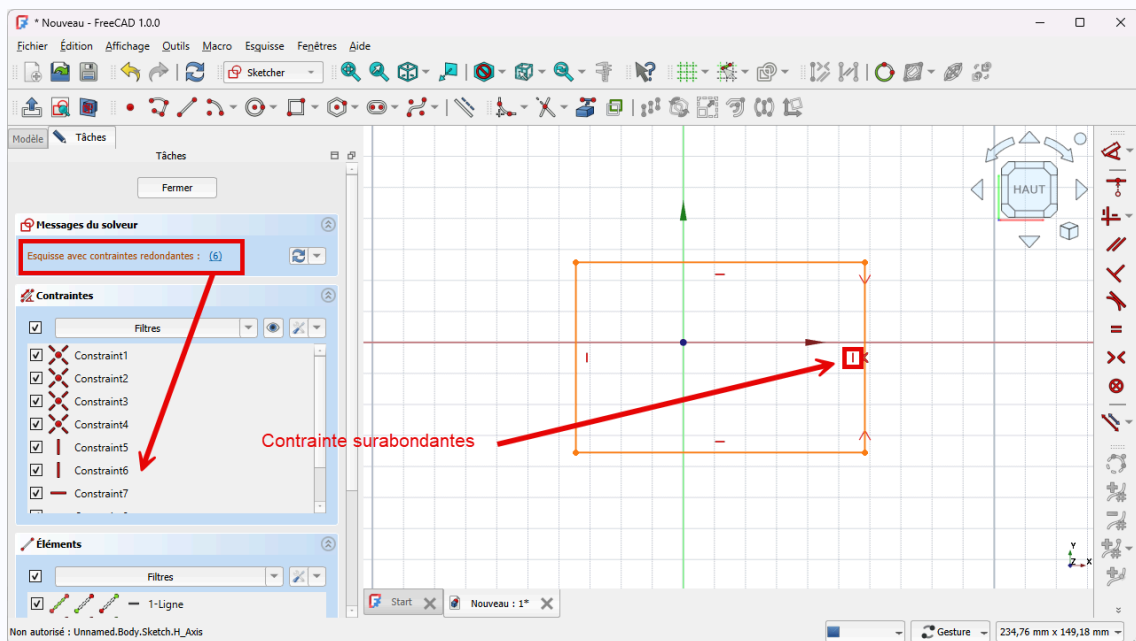 * Nouveau - FreeCAD 1.0.0
Fichier Édition Affichage Outils Macro Esquisse Fenêtres Aide
Sketcher
Modèle Tâches
Tâches
Fermer
Messages du solveur
Esquisse avec contraintes redondantes : (6)
Contraintes
Filtres
Constraint1
Constraint2
Constraint3
Constraint4
Constraint5
Constraint6
Constraint7
Contrainte surabondantes
HAUT
Y
Z X
Éléments
Filtres
1-Ligne
Start Nouveau : 1*
Non autorisé : Unnamed.Body.Sketch.H_Axis
Gesture 234,76 mm x 149,18 mm